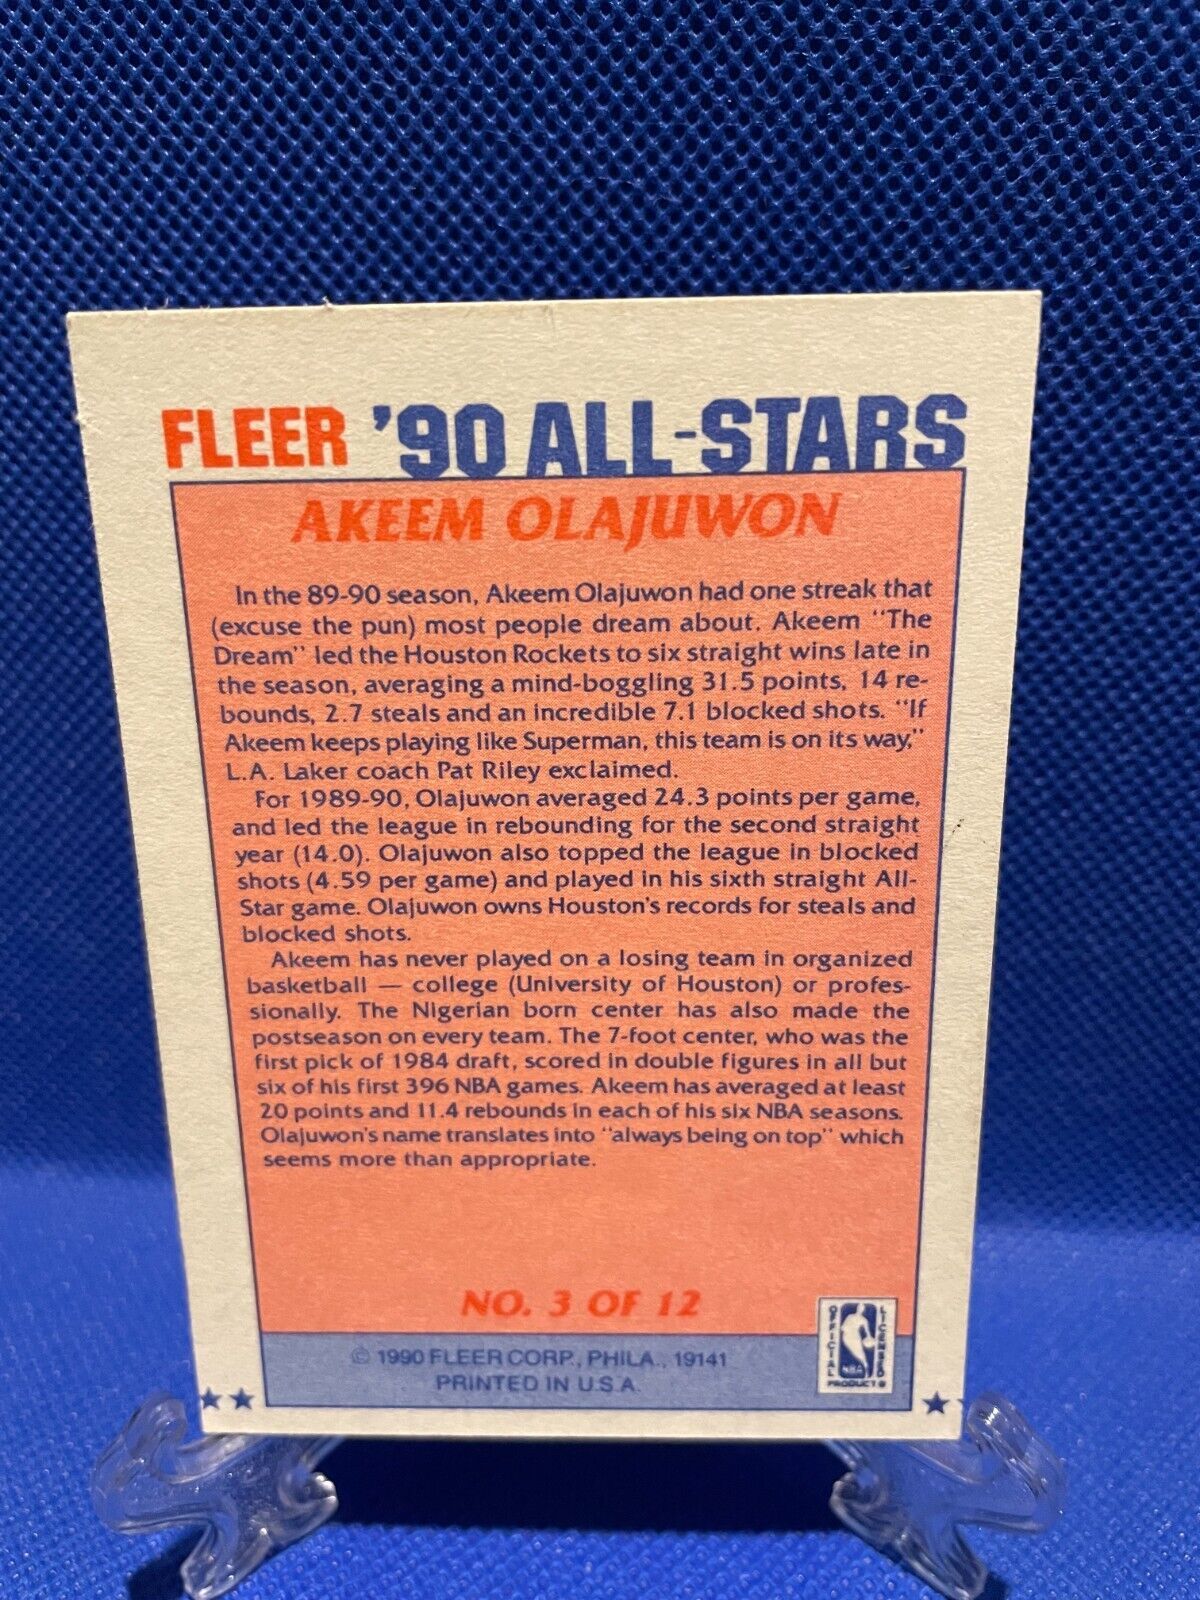 FLEER '90 ALL-STARS
AKEEM OLAJUWON
In the 89-90 season, Akeem Olajuwon had one streak that
(excuse the pun) most people dream about. Akeem "The
Dream" led the Houston Rockets to six straight wins late in
the season, averaging a mind-boggling 31.5 points, 14 re-
bounds, 2.7 steals and an incredible 7.1 blocked shots. "If
Akeem keeps playing like Superman, this team is on its way,"
L.A. Laker coach Pat Riley exclaimed.
For 1989-90, Olajuwon averaged 24.3 points per game,
and led the league in rebounding for the second straight
year (14.0). Olajuwon also topped the league in blocked
shots (4.59 per game) and played in his sixth straight All-
Star game. Olajuwon owns Houston's records for steals and
blocked shots.
Akeem has never played on a losing team in organized
basketball — college (University of Houston) or profes-
sionally. The Nigerian born center has also made the
postseason on every team. The 7-foot center, who was the
first pick of 1984 draft, scored in double figures in all but
six of his first 396 NBA games. Akeem has averaged at least
20 points and 11.4 rebounds in each of his six NBA seasons.
Olajuwon's name translates into "always being on top" which
seems more than appropriate.
NO. 3 OF 12
OFFICIAL
LICENSED
NBA
PRODUCT ®
© 1990 FLEER CORP., PHILA., 19141
PRINTED IN U.S.A.